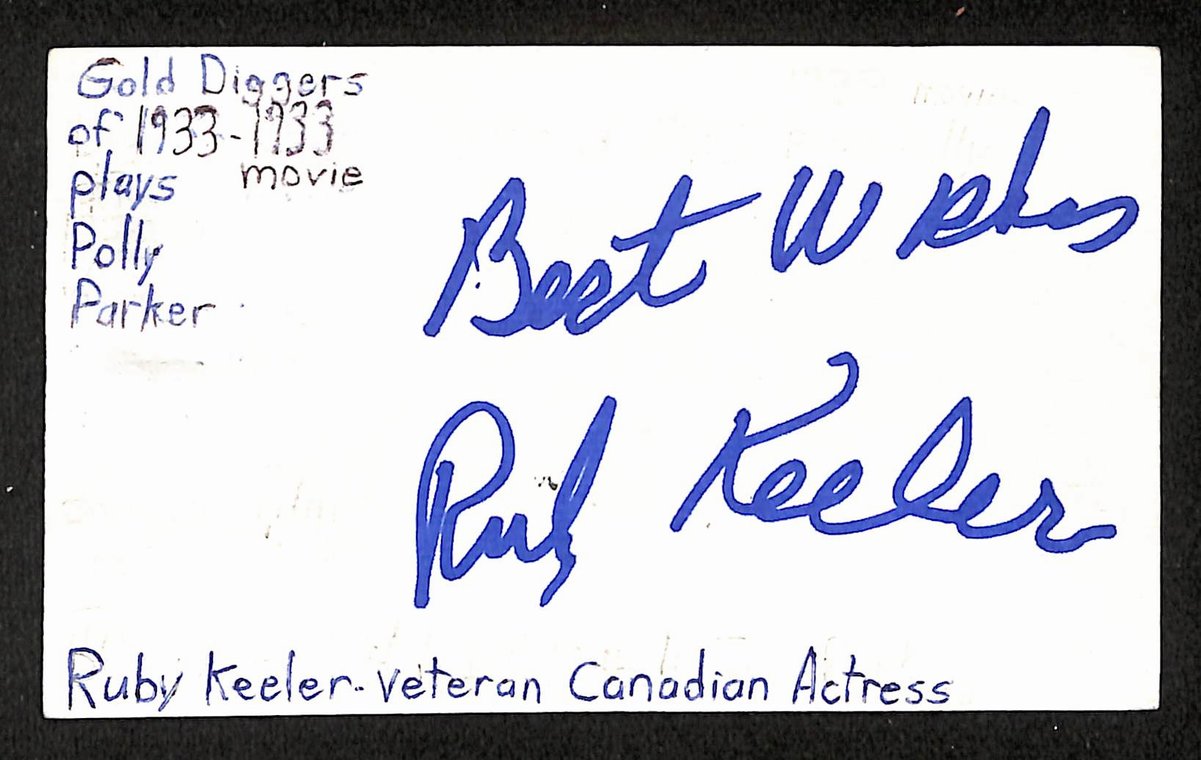 Gold Diggers
of 1933-1933
plays movie
Polly
Parker
Best Wishes
Ruby Keeler
Ruby Keeler-veteran Canadian Actress